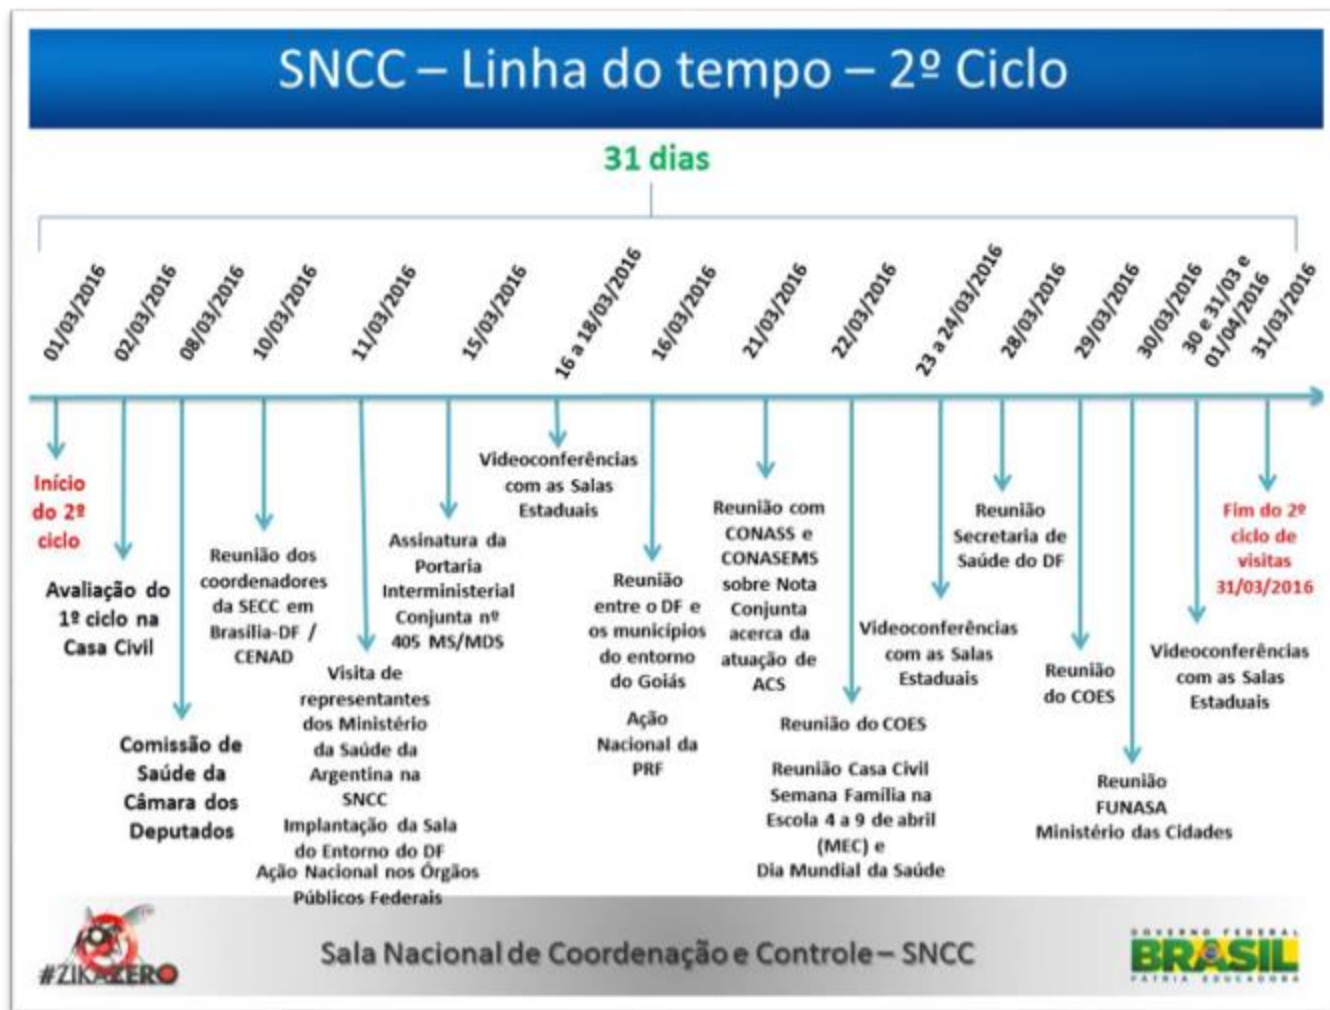 SNCC – Linha do tempo – 2º Ciclo
31 dias
01/03/2016
02/03/2016
08/03/2016
10/03/2016
11/03/2016
15/03/2016
16 a 18/03/2016
16/03/2016
21/03/2016
22/03/2016
23 a 24/03/2016
28/03/2016
29/03/2016
30/03/2016
30 e 31/03 e
01/04/2016
31/03/2016
Início
do 2º
ciclo
Avaliação do
1º ciclo na
Casa Civil
Comissão de
Saúde da
Câmara dos
Deputados
Reunião dos
coordenadores
da SECC em
Brasília-DF /
CENAD
Visita de
representantes
dos Ministério
da Saúde da
Argentina na
SNCC
Implantação da Sala
do Entorno do DF
Ação Nacional nos Órgãos
Públicos Federais
Assinatura da
Portaria
Interministerial
Conjunta nº
405 MS/MDS
Videoconferências
com as Salas
Estaduais
Reunião
entre o DF e
os municípios
do entorno
do Goiás
Ação
Nacional da
PRF
Reunião com
CONASS e
CONASEMS
sobre Nota
Conjunta
acerca da
atuação de
ACS
Reunião do COES
Reunião Casa Civil
Semana Família na
Escola 4 a 9 de abril
(MEC) e
Dia Mundial da Saúde
Videoconferências
com as Salas
Estaduais
Reunião
Secretaria de
Saúde do DF
Reunião
do COES
Reunião
FUNASA
Ministério das Cidades
Videoconferências
com as Salas
Estaduais
Fim do 2º
ciclo de
visitas
31/03/2016
#ZIKAZERO
Sala Nacional de Coordenação e Controle – SNCC
GOVERNO FEDERAL
BRASIL
PÁTRIA EDUCADORA